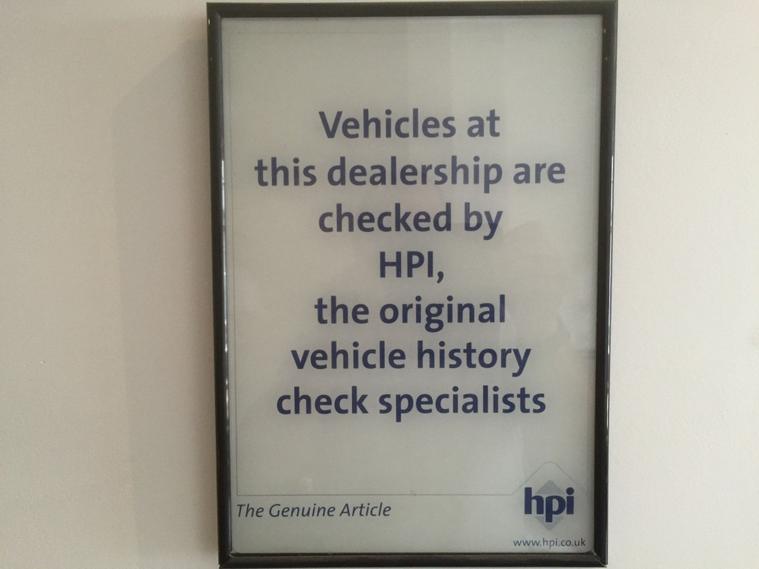 Vehicles at
this dealership are
checked by
HPI,
the original
vehicle history
check specialists
The Genuine Article
hpi
www.hpi.co.uk